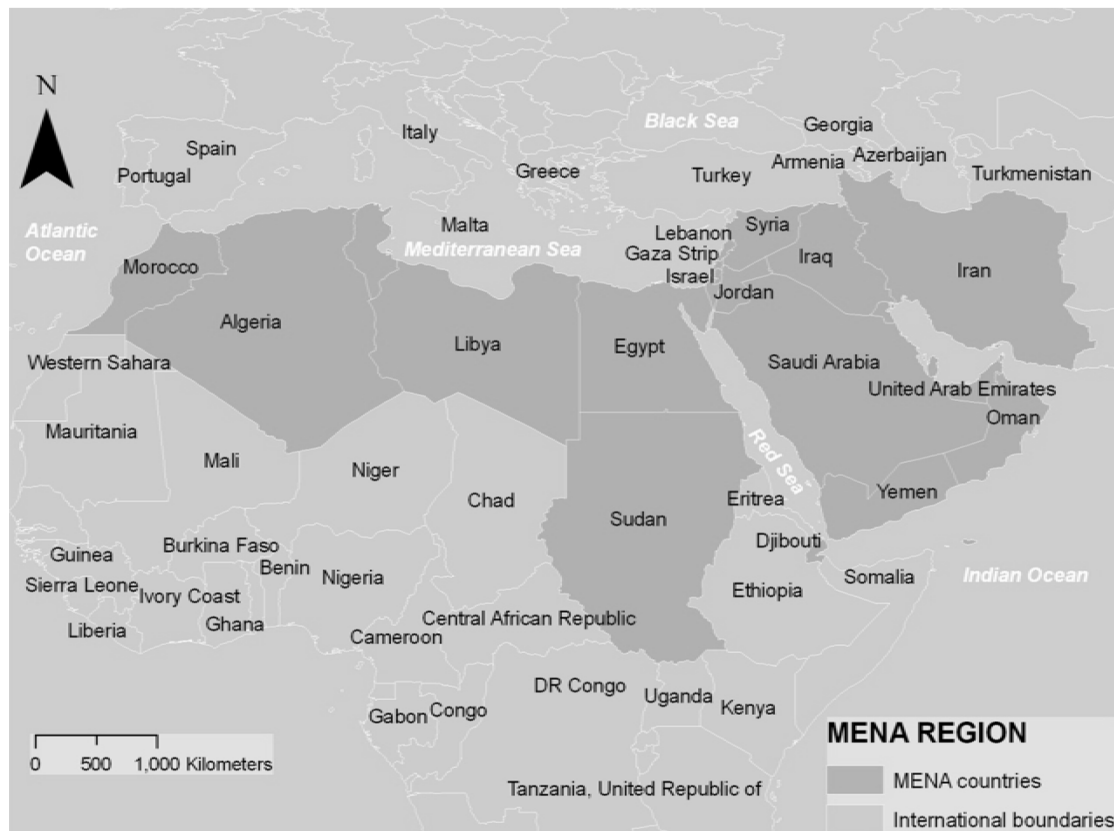 N
Italy
Black Sea
Georgia
Spain
Armenia
Azerbaijan
Portugal
Greece
Turkey
Turkmenistan
Atlantic
Ocean
Malta
Mediterranean Sea
Lebanon
Syria
Gaza Strip
Iraq
Morocco
Israel
Iran
Jordan
Algeria
Libya
Egypt
Western Sahara
Saudi Arabia
United Arab Emirates
Oman
Mauritania
Mali
Niger
Red Sea
Chad
Eritrea
Yemen
Sudan
Djibouti
Guinea
Burkina Faso
Benin
Nigeria
Somalia
Indian Ocean
Sierra Leone
Ivory Coast
Ethiopia
Liberia
Ghana
Central African Republic
Cameroon
DR Congo
Uganda
Kenya
Gabon
Congo
Tanzania, United Republic of
0 500 1,000 Kilometers
MENA REGION
MENA countries
International boundaries